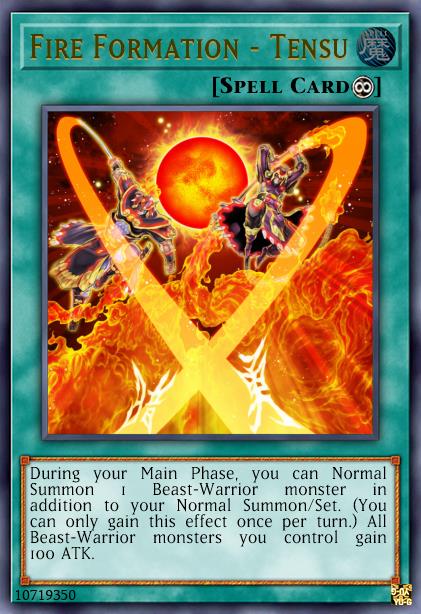 Fire Formation - Tensu
魔
[Spell Card]
During your Main Phase, you can Normal
Summon 1 Beast-Warrior monster in
addition to your Normal Summon/Set. (You
can only gain this effect once per turn.) All
Beast-Warrior monsters you control gain
100 ATK.
10719350